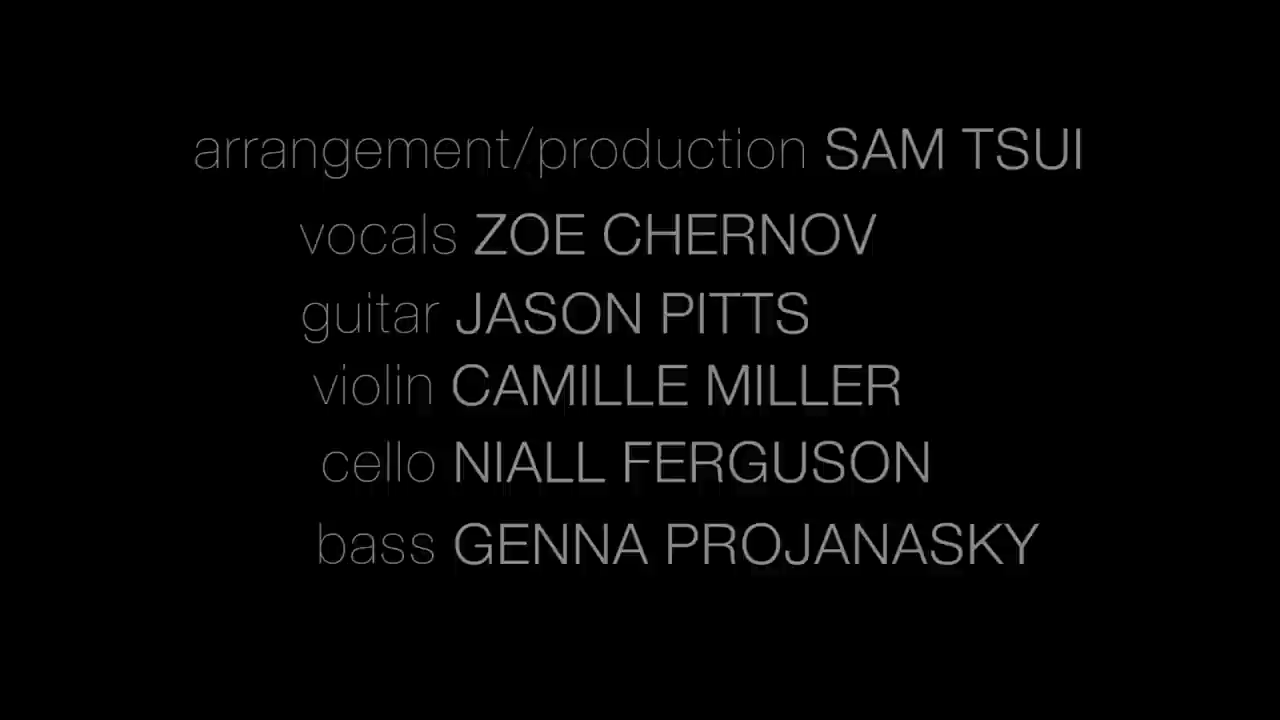 arrangement/production SAM TSUI
vocals ZOE CHERNOV
guitar JASON PITTS
violin CAMILLE MILLER
cello NIALL FERGUSON
bass GENNA PROJANASKY